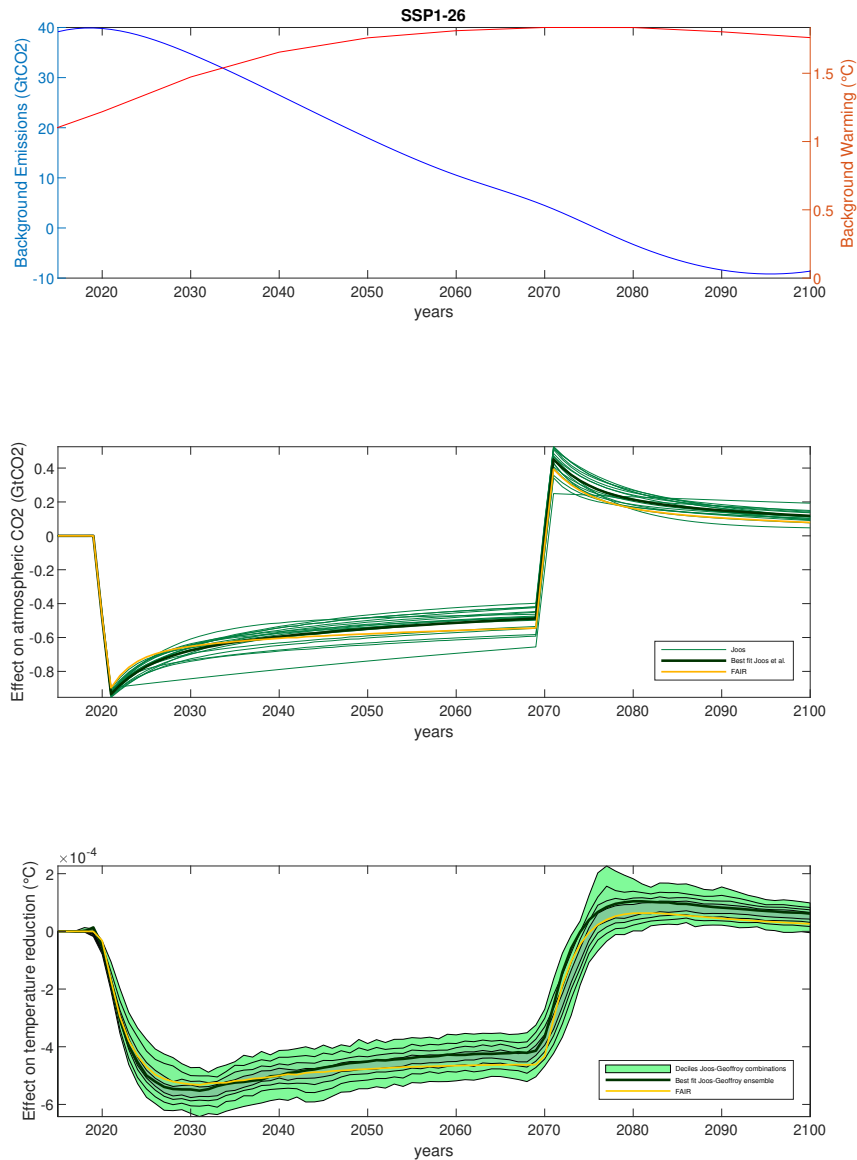 SSP1-26
Background Emissions (GtCO2)
40
30
20
10
0
-10
Background Warming (°C)
1.5
1
0.5
0
2020 2030 2040 2050 2060 2070 2080 2090 2100
years
Effect on atmospheric CO2 (GtCO2)
0.4
0.2
0
-0.2
-0.4
-0.6
-0.8
Joos
Best fit Joos et al.
FAIR
2020 2030 2040 2050 2060 2070 2080 2090 2100
years
Effect on temperature reduction (°C)
×10-4
2
0
-2
-4
-6
Deciles Joos-Geoffroy combinations
Best fit Joos-Geoffroy ensemble
FAIR
2020 2030 2040 2050 2060 2070 2080 2090 2100
years